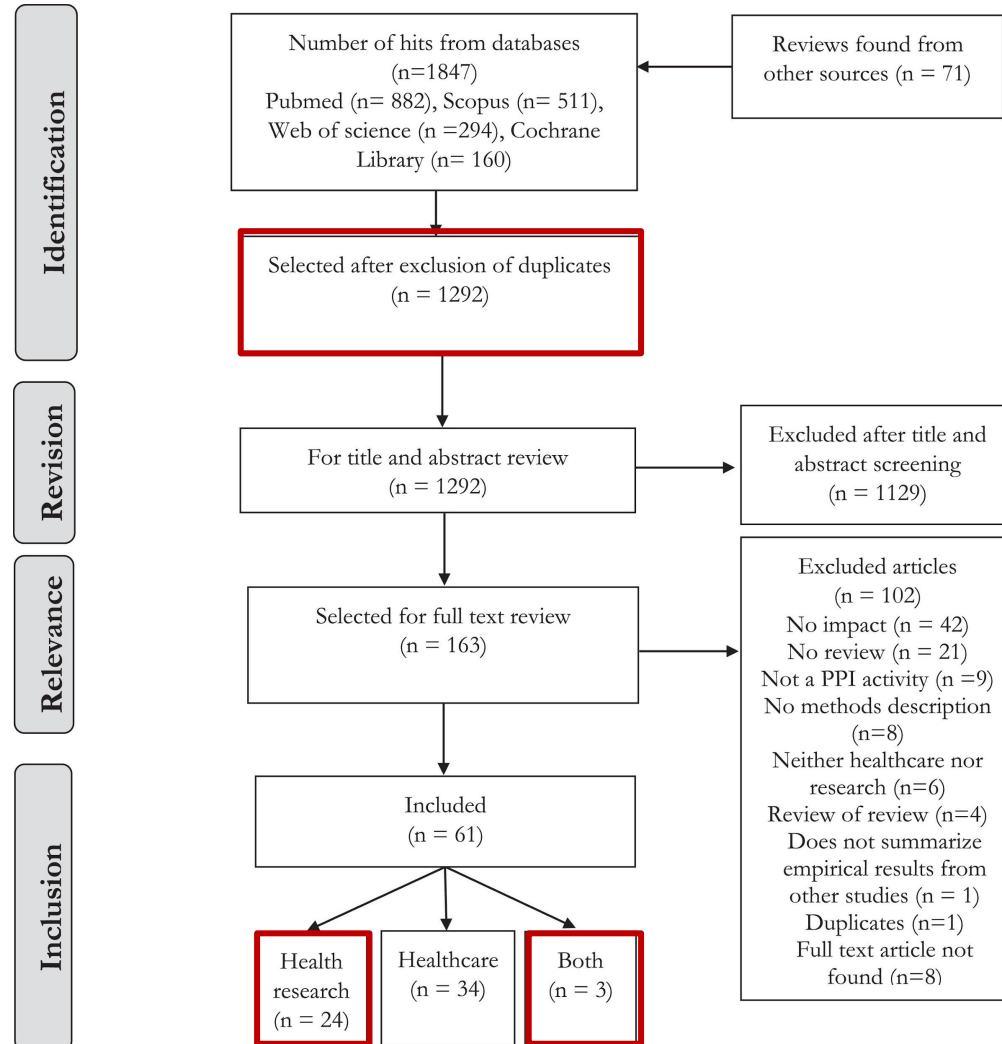 Identification
Number of hits from databases
(n=1847)
Pubmed (n= 882), Scopus (n= 511),
Web of science (n =294), Cochrane
Library (n= 160)
Reviews found from
other sources (n = 71)
Selected after exclusion of duplicates
(n = 1292)
Revision
For title and abstract review
(n = 1292)
Excluded after title and
abstract screening
(n = 1129)
Relevance
Selected for full text review
(n = 163)
Excluded articles
(n = 102)
No impact (n = 42)
No review (n = 21)
Not a PPI activity (n =9)
No methods description
(n=8)
Neither healthcare nor
research (n=6)
Review of review (n=4)
Does not summarize
empirical results from
other studies (n = 1)
Duplicates (n=1)
Full text article not
found (n=8)
Inclusion
Included
(n = 61)
Health
research
(n = 24)
Healthcare
(n = 34)
Both
(n = 3)